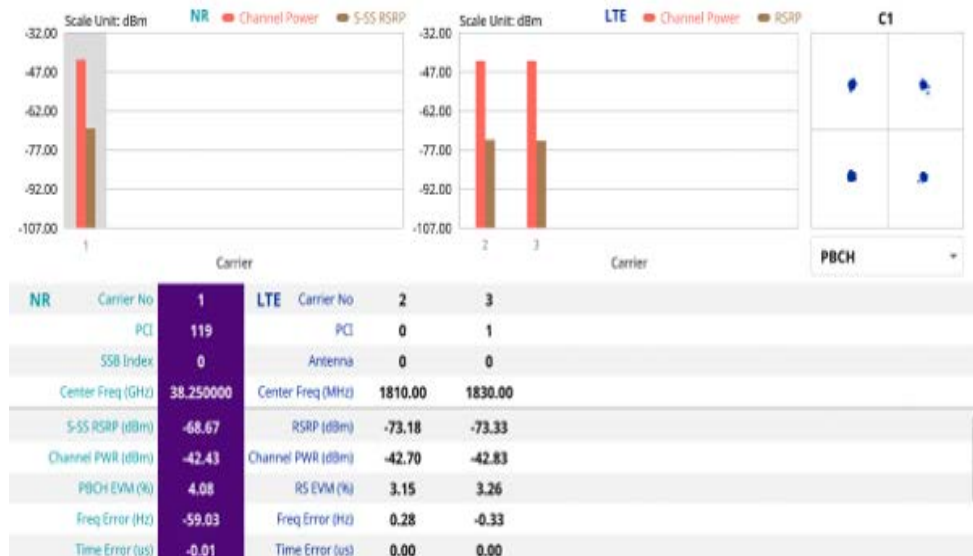 Scale Unit: dBm NR Channel Power S-SS RSRP
-32.00
-47.00
-62.00
-77.00
-92.00
-107.00
1
Carrier
Scale Unit: dBm LTE Channel Power RSRP
-32.00
-47.00
-62.00
-77.00
-92.00
-107.00
2 3
Carrier
C1
PBCH
NR Carrier No 1 LTE Carrier No 2 3
PCI 119 PCI 0 1
SSB Index 0 Antenna 0 0
Center Freq (GHz) 38.250000 Center Freq (MHz) 1810.00 1830.00
S-SS RSRP (dBm) -68.67 RSRP (dBm) -73.18 -73.33
Channel PWR (dBm) -42.43 Channel PWR (dBm) -42.70 -42.83
PBCH EVM (%) 4.08 RS EVM (%) 3.15 3.26
Freq Error (Hz) -59.03 Freq Error (Hz) 0.28 -0.33
Time Error (us) -0.01 Time Error (us) 0.00 0.00